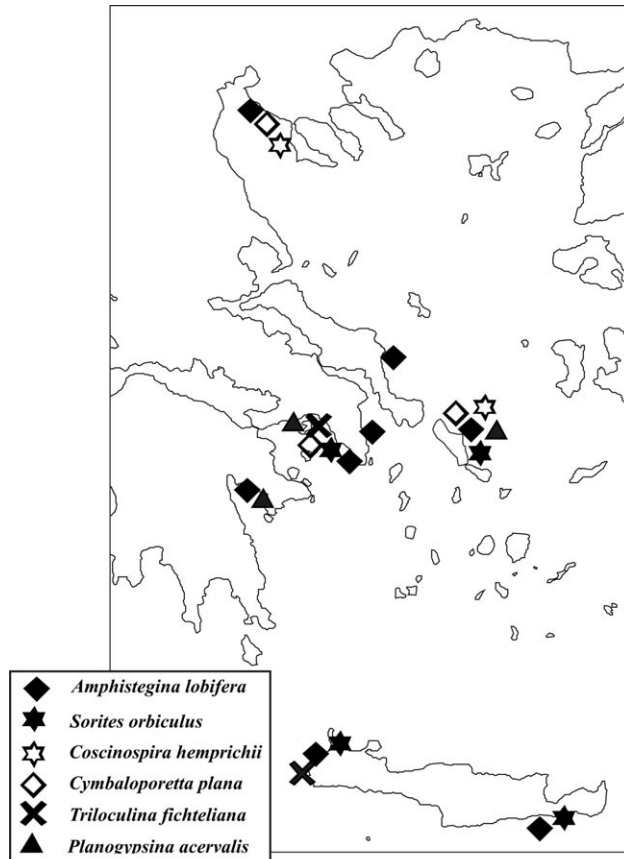 Amphistegina lobifera
Sorites orbiculus
Coscinospira hemprichii
Cymbaloporetta plana
Triloculina fichteliana
Planogypsina acervalis